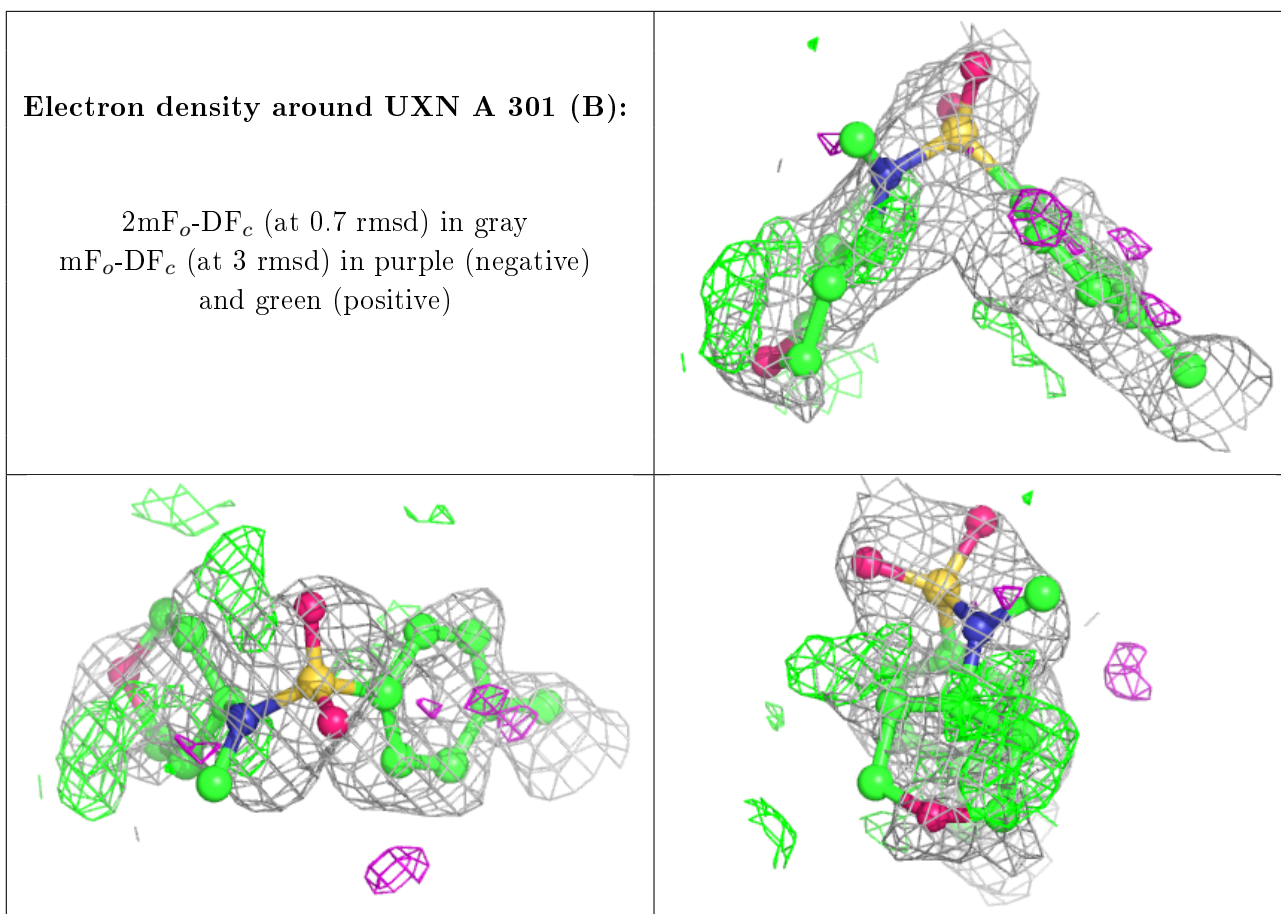 Electron density around UXN A 301 (B):
2mFo-DFc (at 0.7 rmsd) in gray
mFo-DFc (at 3 rmsd) in purple (negative)
and green (positive)